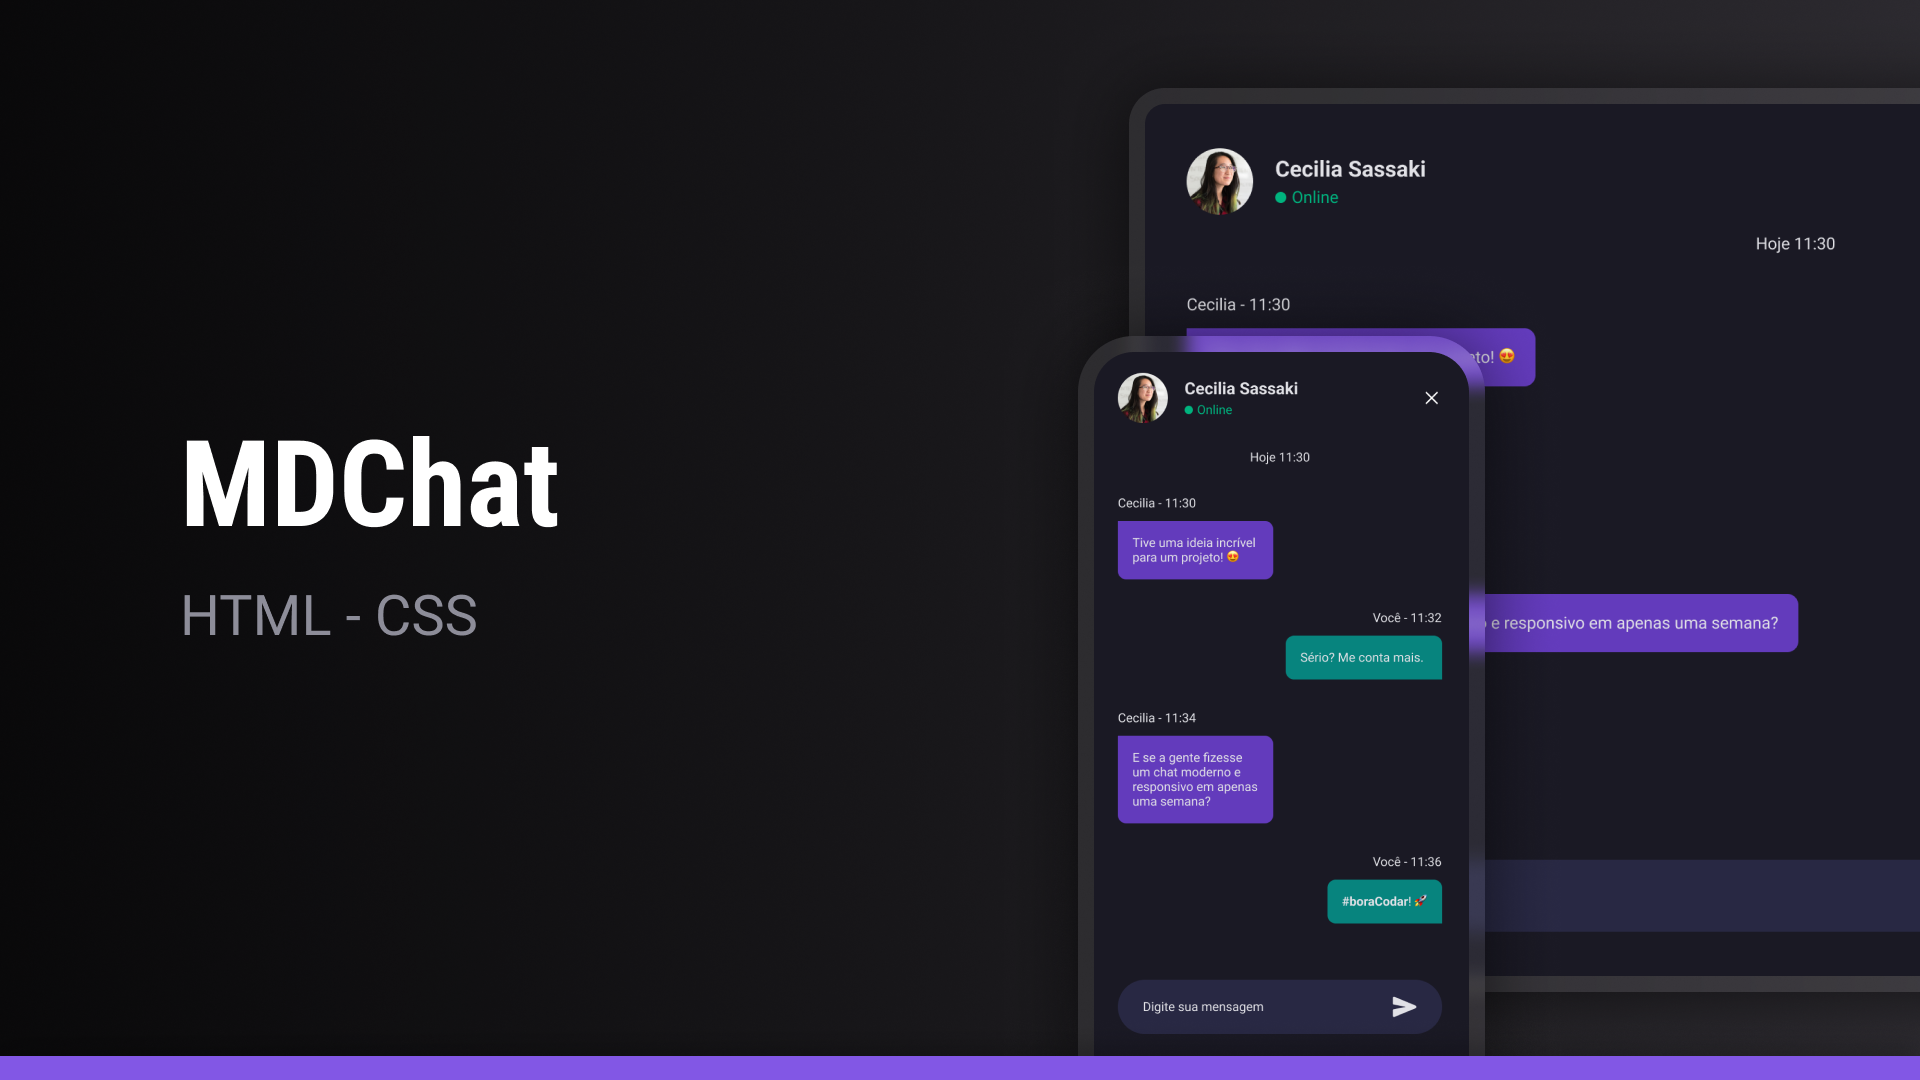 MDChat
HTML - CSS
Cecilia Sassaki
Online
Hoje 11:30
Cecilia - 11:30
! 😍
e responsivo em apenas uma semana?
Cecilia Sassaki
Online
Hoje 11:30
Cecilia - 11:30
Tive uma ideia incrível
para um projeto! 😍
Você - 11:32
Sério? Me conta mais.
Cecilia - 11:34
E se a gente fizesse
um chat moderno e
responsivo em apenas
uma semana?
Você - 11:36
#boraCodar! 🚀
Digite sua mensagem